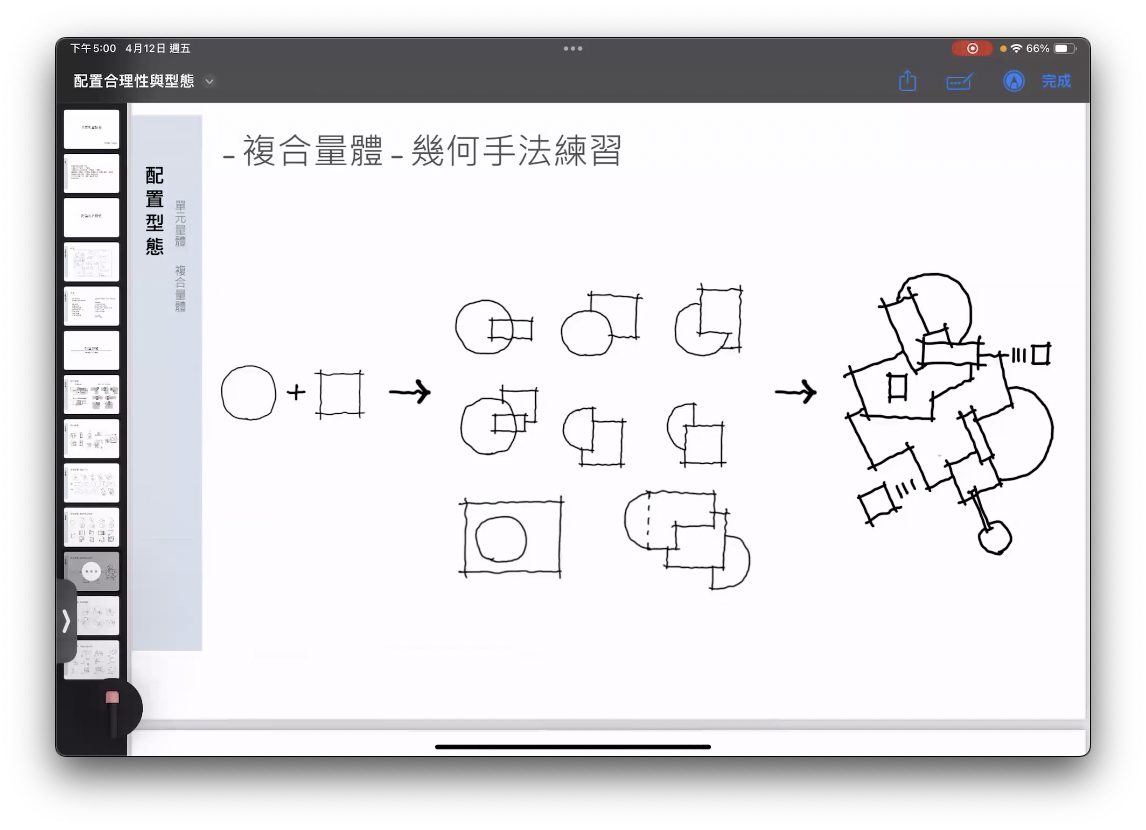 下午5:00 4月12日 週五
66%
配置合理性與型態
完成
配置型態
單元量體 複合量體
- 複合量體 - 幾何手法練習